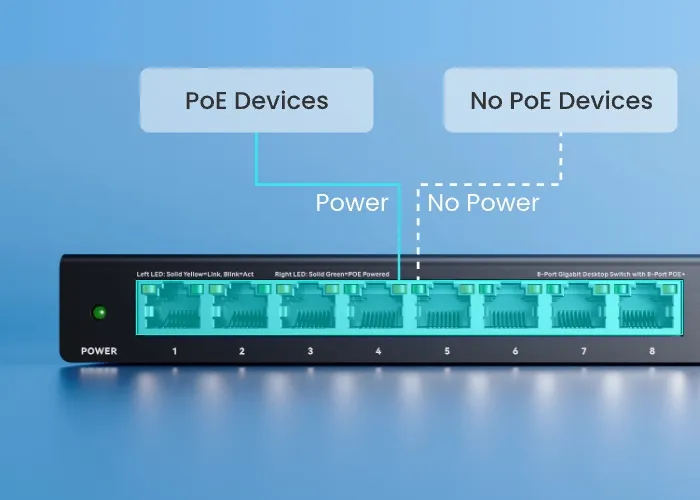 PoE Devices
No PoE Devices
Power
No Power
Left LED: Solid Yellow=Link, Blink=Act
Right LED: Solid Green=POE Powered
8-Port Gigabit Desktop Switch with 8-Port POE+
POWER
1
2
3
4
5
6
7
8